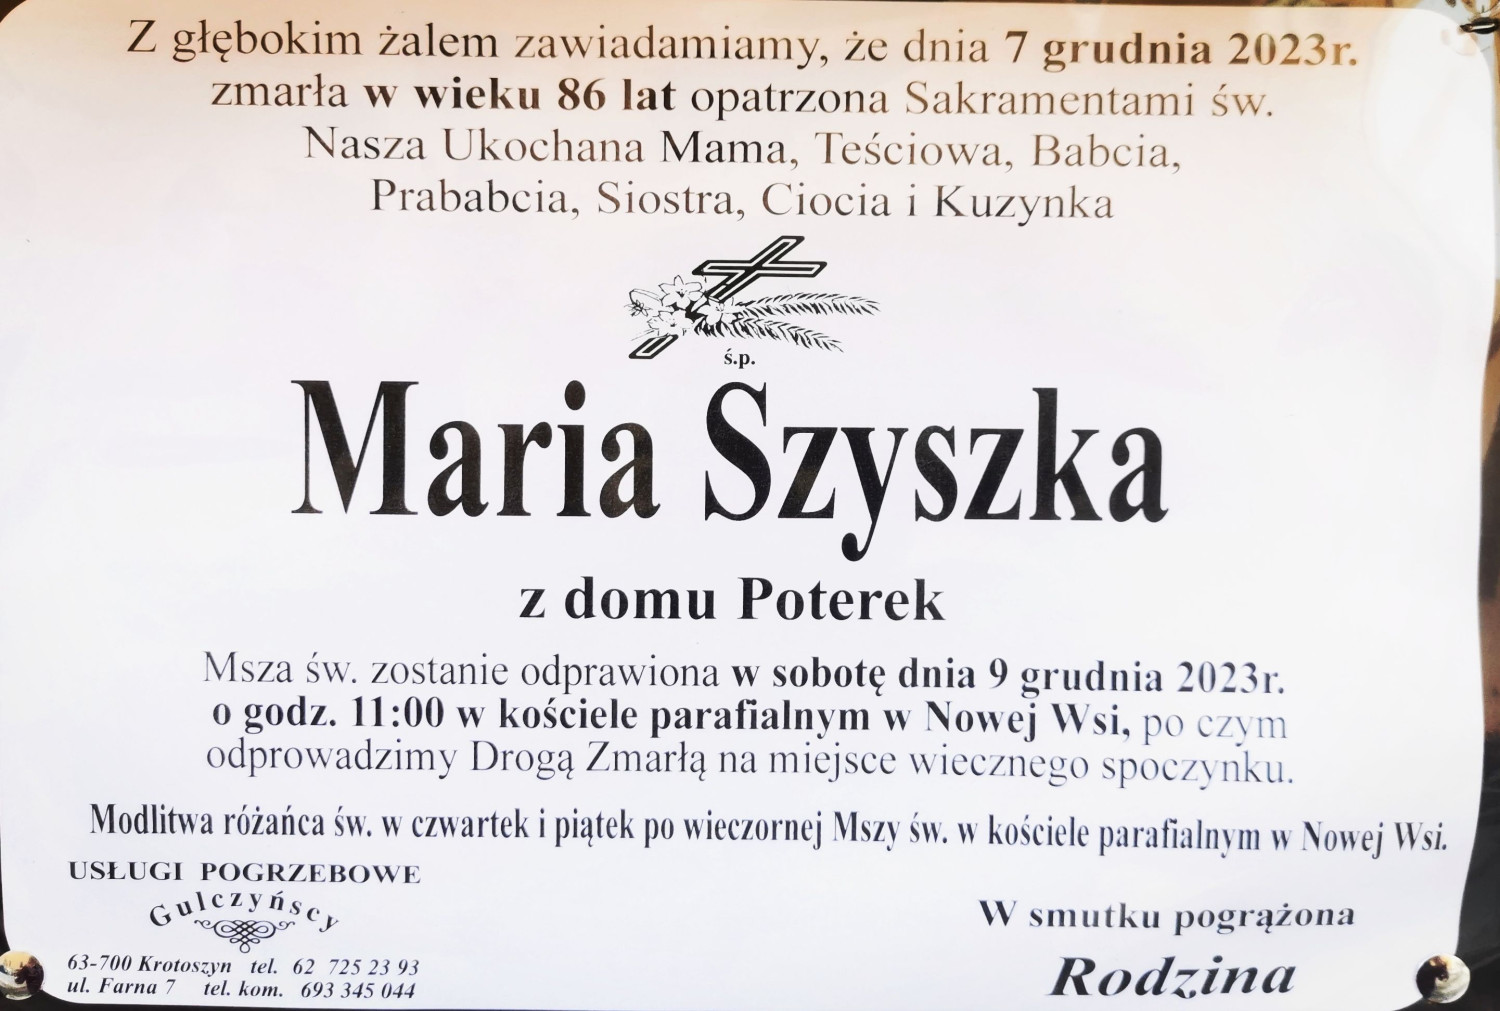 Z głębokim żalem zawiadamiamy, że dnia 7 grudnia 2023r.
zmarła w wieku 86 lat opatrzona Sakramentami św.
Nasza Ukochana Mama, Teściowa, Babcia,
Prababcia, Siostra, Ciocia i Kuzynka
ś.p.
Maria Szyszka
z domu Poterek
Msza św. zostanie odprawiona w sobotę dnia 9 grudnia 2023r.
o godz. 11:00 w kościele parafialnym w Nowej Wsi, po czym
odprowadzimy Drogą Zmarłą na miejsce wiecznego spoczynku.
Modlitwa różańca św. w czwartek i piątek po wieczornej Mszy św. w kościele parafialnym w Nowej Wsi.
USŁUGI POGRZEBOWE
Gulczyńscy
63-700 Krotoszyn tel. 62 725 23 93
ul. Farna 7 tel. kom. 693 345 044
W smutku pogrążona
Rodzina